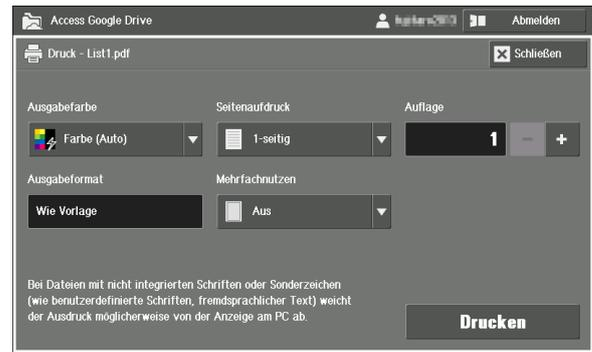 Access Google Drive
Abmelden
Druck - List1.pdf
Schließen
Ausgabefarbe
Seitenaufdruck
Auflage
Farbe (Auto)
1-seitig
1
Ausgabeformat
Mehrfachnutzen
Wie Vorlage
Aus
Bei Dateien mit nicht integrierten Schriften oder Sonderzeichen
(wie benutzerdefinierte Schriften, fremdsprachlicher Text) weicht
der Ausdruck möglicherweise von der Anzeige am PC ab.
Drucken